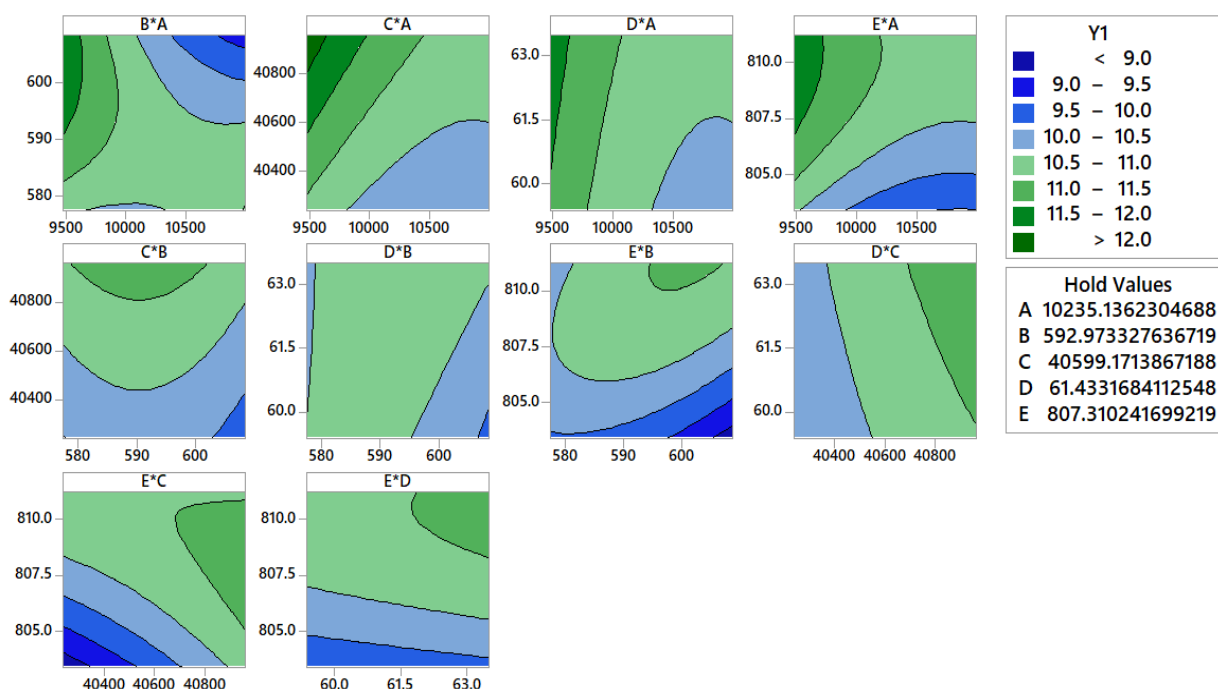 B*A
C*A
D*A
E*A
600
590
580
9500 10000 10500
40800
40600
40400
9500 10000 10500
63.0
61.5
60.0
9500 10000 10500
810.0
807.5
805.0
9500 10000 10500
Y1
< 9.0
9.0 – 9.5
9.5 – 10.0
10.0 – 10.5
10.5 – 11.0
11.0 – 11.5
11.5 – 12.0
> 12.0
C*B
D*B
E*B
D*C
40800
40600
40400
580 590 600
63.0
61.5
60.0
580 590 600
810.0
807.5
805.0
580 590 600
63.0
61.5
60.0
40400 40600 40800
Hold Values
A 10235.1362304688
B 592.973327636719
C 40599.1713867188
D 61.4331684112548
E 807.310241699219
E*C
E*D
810.0
807.5
805.0
40400 40600 40800
810.0
807.5
805.0
60.0 61.5 63.0